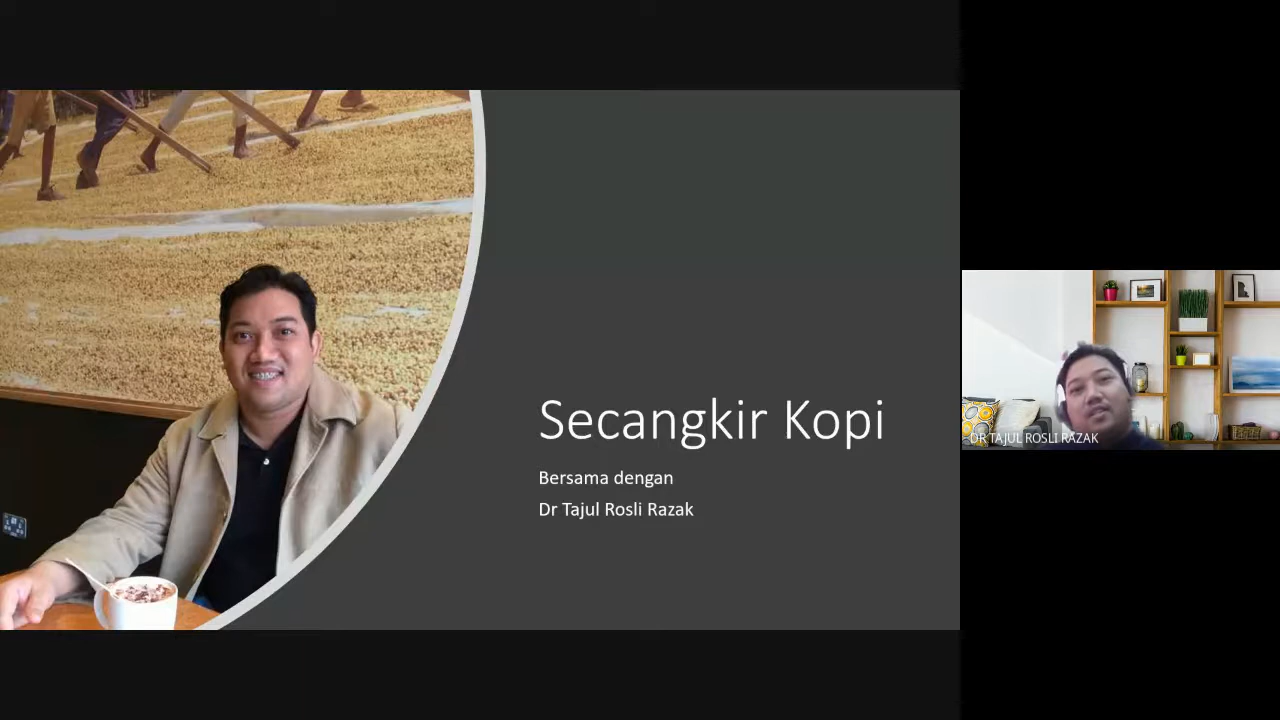 Secangkir Kopi
Bersama dengan
Dr Tajul Rosli Razak
DR TAJUL ROSLI RAZAK